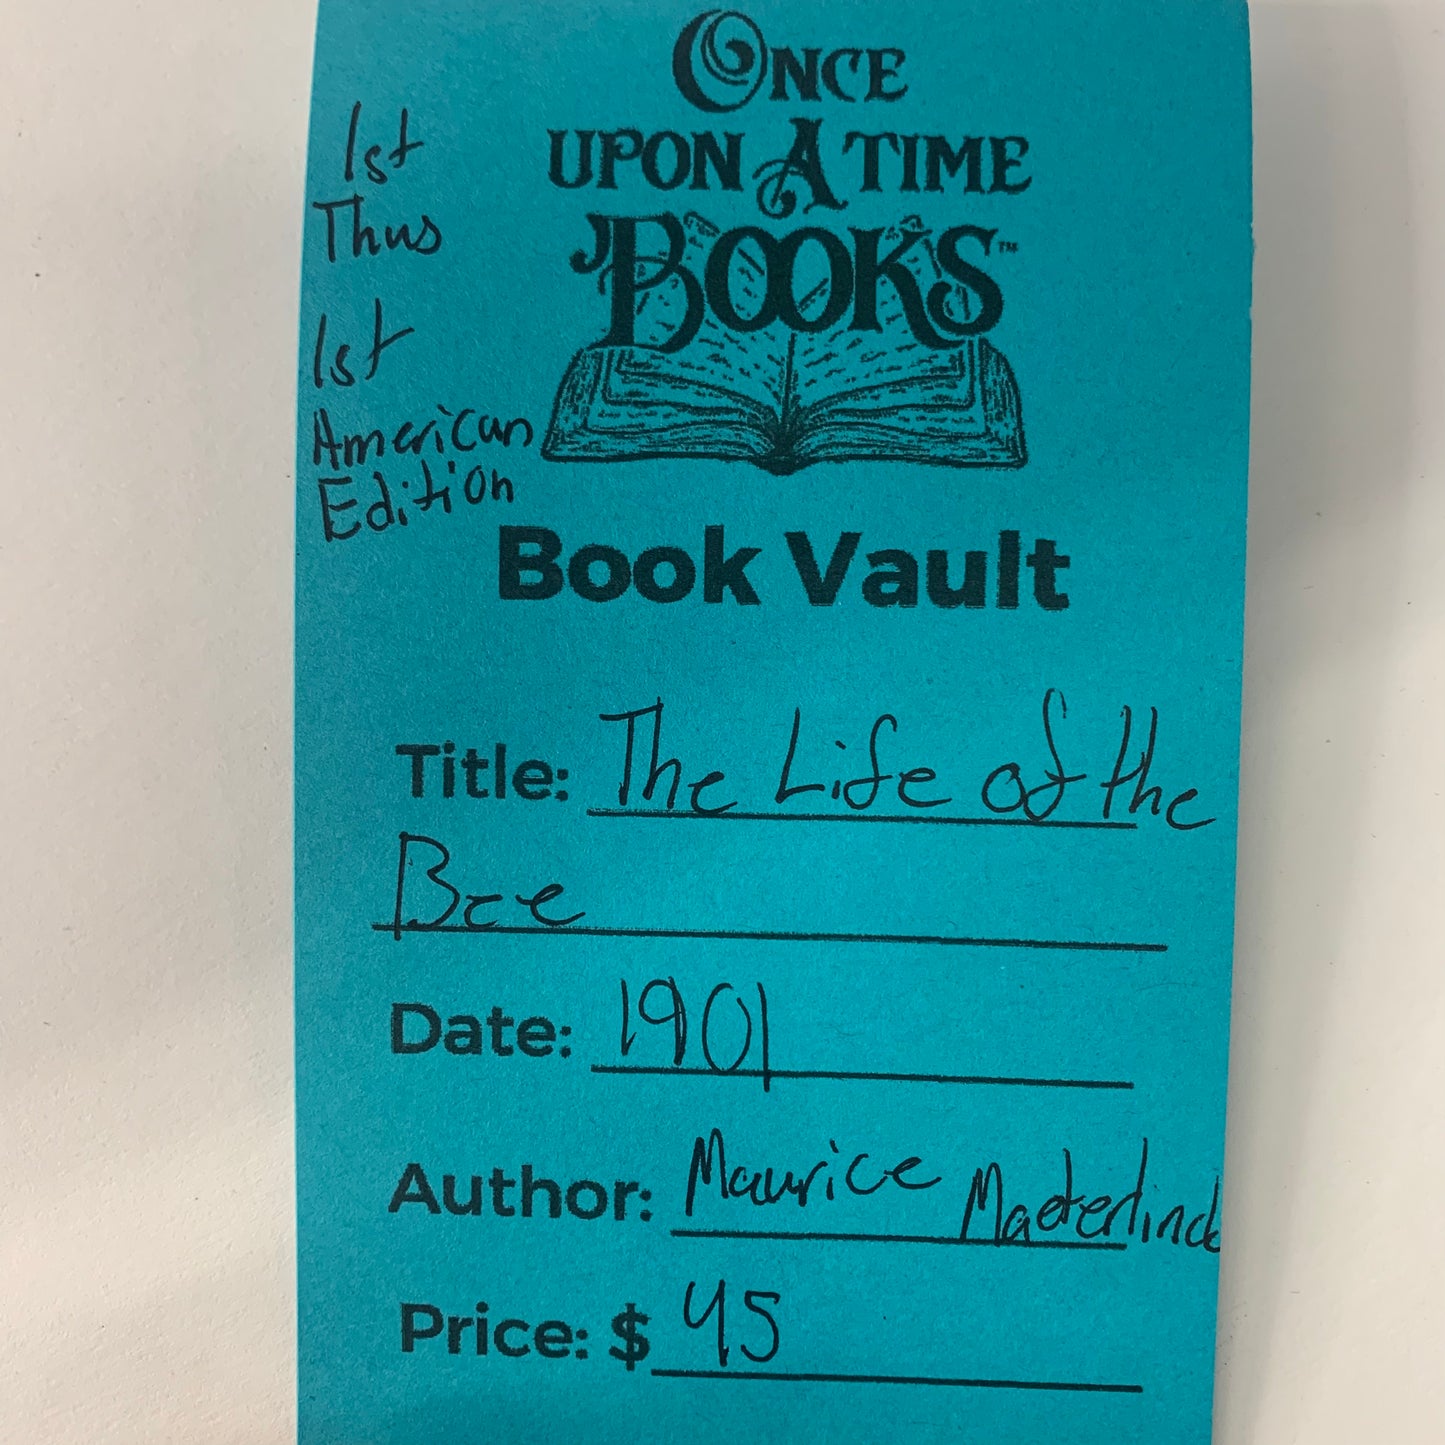 ONCE
UPON A TIME
BOOKS™
1st
Thus
1st
American
Edition
Book Vault
Title: The Life of the
Bee
Date: 1901
Author: Maurice Maeterlinck
Price: $ 45